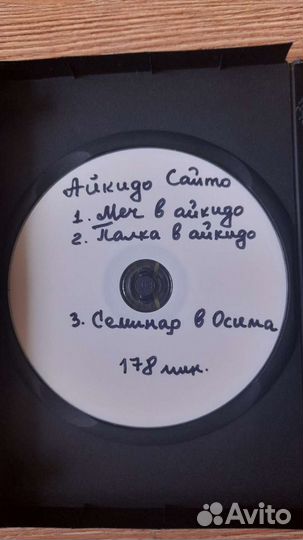 Айкидо Сайто
1. Меч в айкидо
2. Палка в айкидо
3. Семинар в Осима
178 мин.
Avito